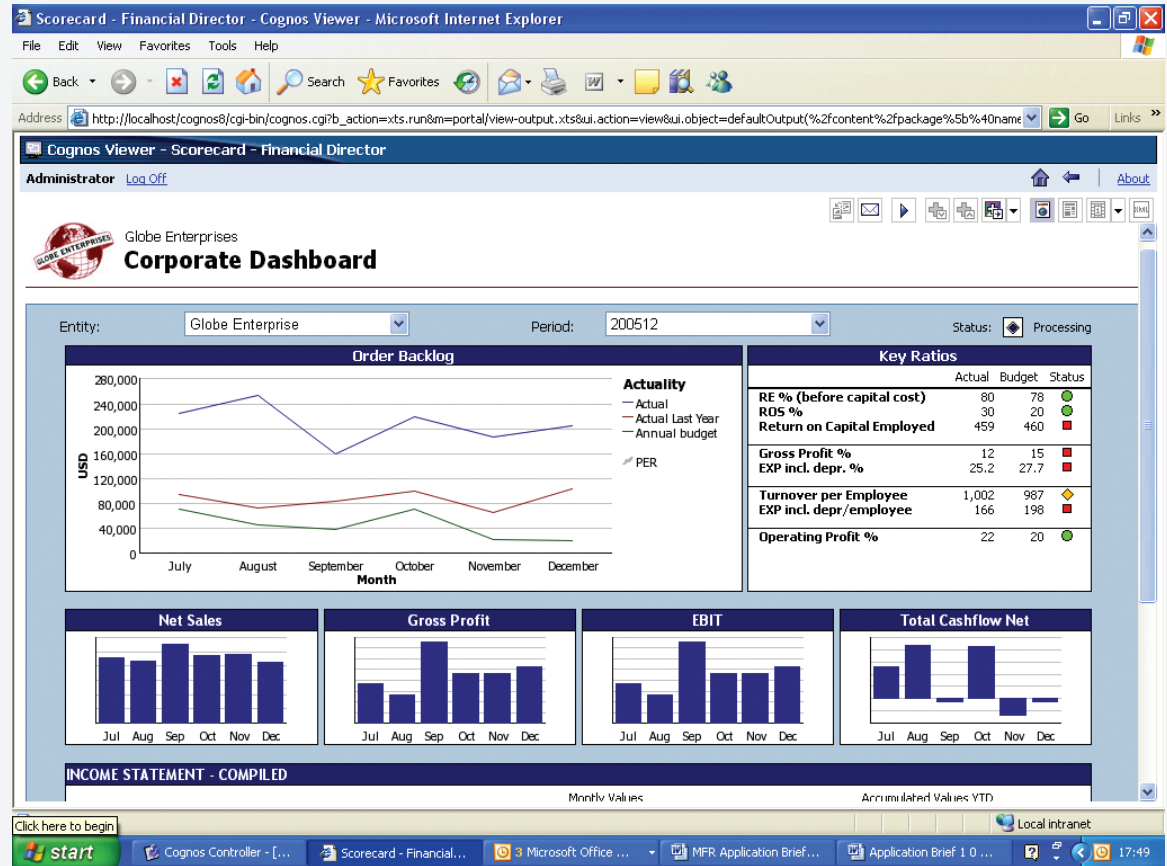 Scorecard - Financial Director - Cognos Viewer - Microsoft Internet Explorer
File Edit View Favorites Tools Help
Back Search Favorites
Address http://localhost/cognos8/cgi-bin/cognos.cgi?b_action=xts.run&m=portal/view-output.xts&ui.action=view&ui.object=defaultOutput(%2fcontent%2fpackage%5b%40name Go Links »
Cognos Viewer - Scorecard - Financial Director
Administrator Log Off About
XML
GLOBE ENTERPRISES
Globe Enterprises
Corporate Dashboard
Entity: Globe Enterprise Period: 200512 Status: Processing
Order Backlog
280,000
240,000
200,000
160,000
120,000
80,000
40,000
0
USD
July August September October November December
Month
Actuality
Actual
Actual Last Year
Annual budget
PER
Key Ratios
Actual Budget Status
RE % (before capital cost) 80 78
ROS % 30 20
Return on Capital Employed 459 460
Gross Profit % 12 15
EXP incl. depr. % 25.2 27.7
Turnover per Employee 1,002 987
EXP incl. depr/employee 166 198
Operating Profit % 22 20
Net Sales
Jul Aug Sep Oct Nov Dec
Gross Profit
Jul Aug Sep Oct Nov Dec
EBIT
Jul Aug Sep Oct Nov Dec
Total Cashflow Net
Jul Aug Sep Oct Nov Dec
INCOME STATEMENT - COMPILED
Montly Values Accumulated Values YTD
Click here to begin
Local intranet
start Cognos Controller - [... Scorecard - Financial... 3 Microsoft Office ... MFR Application Brief... Application Brief 1 0 ... 17:49